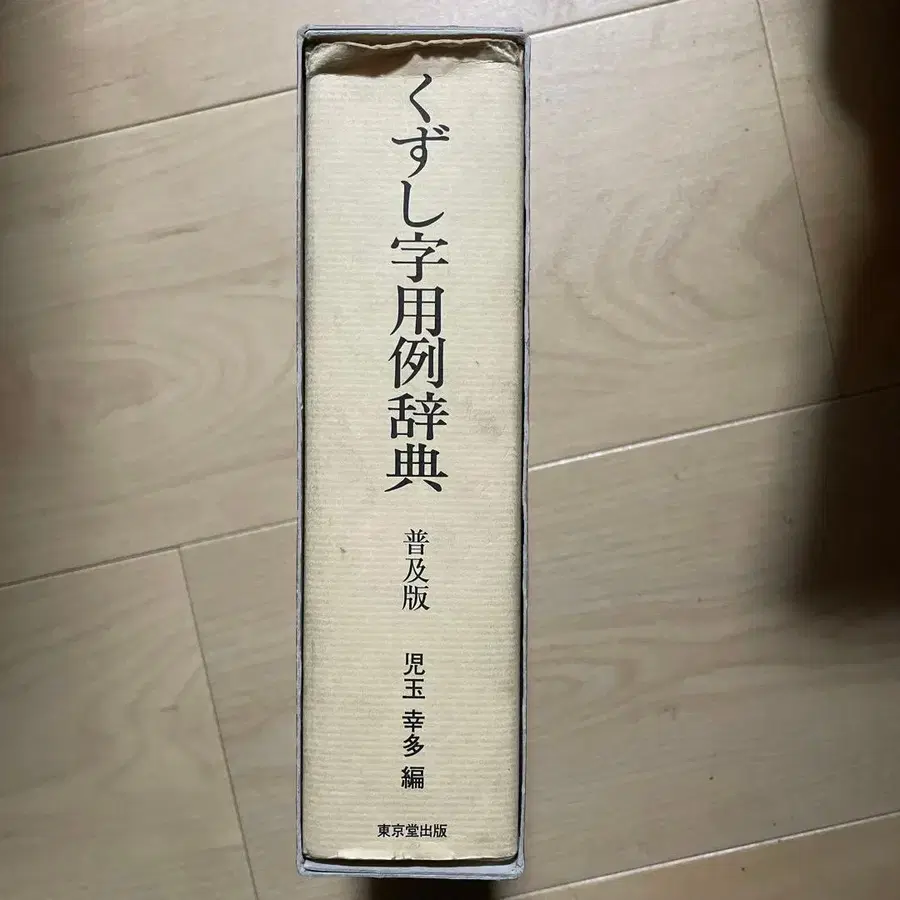 くずし字用例辞典
普及版
児玉幸多編
東京堂出版